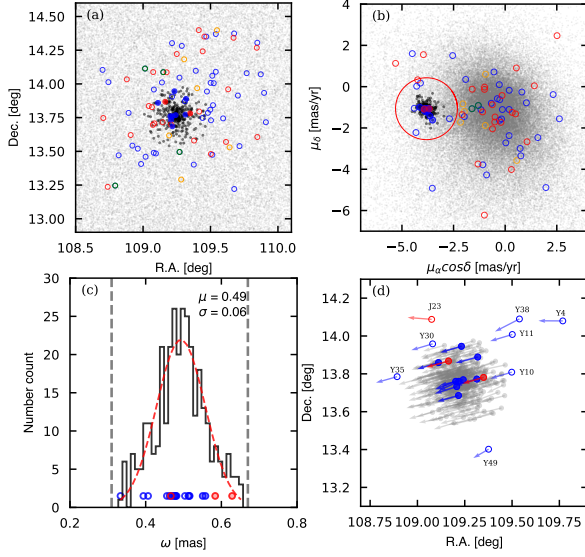 (a)
14.50
14.25
14.00
13.75
13.50
13.25
13.00
Dec. [deg]
108.5 109.0 109.5 110.0
R.A. [deg]
(b)
4
2
0
−2
−4
−6
μδ [mas/yr]
−5.0 −2.5 0.0 2.5
μαcosδ [mas/yr]
(c)
μ = 0.49
σ = 0.06
30
25
20
15
10
5
0
Number count
0.2 0.4 0.6 0.8
ω [mas]
(d)
14.2
14.0
13.8
13.6
13.4
13.2
Dec. [deg]
J23
Y38
Y4
Y30
Y11
Y35
Y10
Y49
108.75 109.00 109.25 109.50 109.75
R.A. [deg]